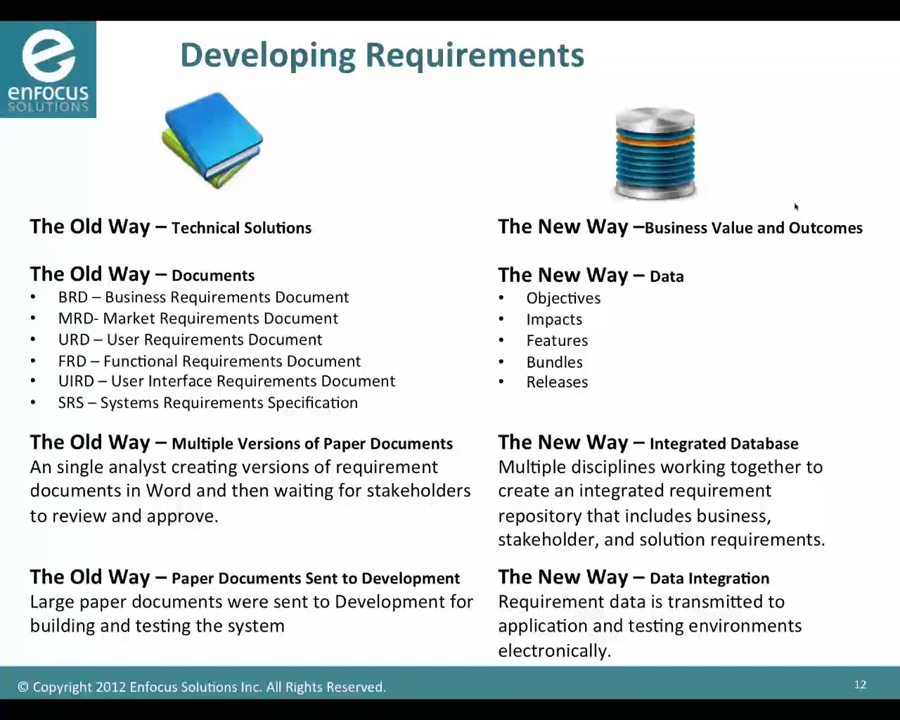 enfocus
SOLUTIONS
Developing Requirements
The Old Way – Technical Solutions
The Old Way – Documents
• BRD – Business Requirements Document
• MRD- Market Requirements Document
• URD – User Requirements Document
• FRD – Functional Requirements Document
• UIRD – User Interface Requirements Document
• SRS – Systems Requirements Specification
The Old Way – Multiple Versions of Paper Documents
An single analyst creating versions of requirement
documents in Word and then waiting for stakeholders
to review and approve.
The Old Way – Paper Documents Sent to Development
Large paper documents were sent to Development for
building and testing the system
The New Way –Business Value and Outcomes
The New Way – Data
• Objectives
• Impacts
• Features
• Bundles
• Releases
The New Way – Integrated Database
Multiple disciplines working together to
create an integrated requirement
repository that includes business,
stakeholder, and solution requirements.
The New Way – Data Integration
Requirement data is transmitted to
application and testing environments
electronically.
© Copyright 2012 Enfocus Solutions Inc. All Rights Reserved.
12